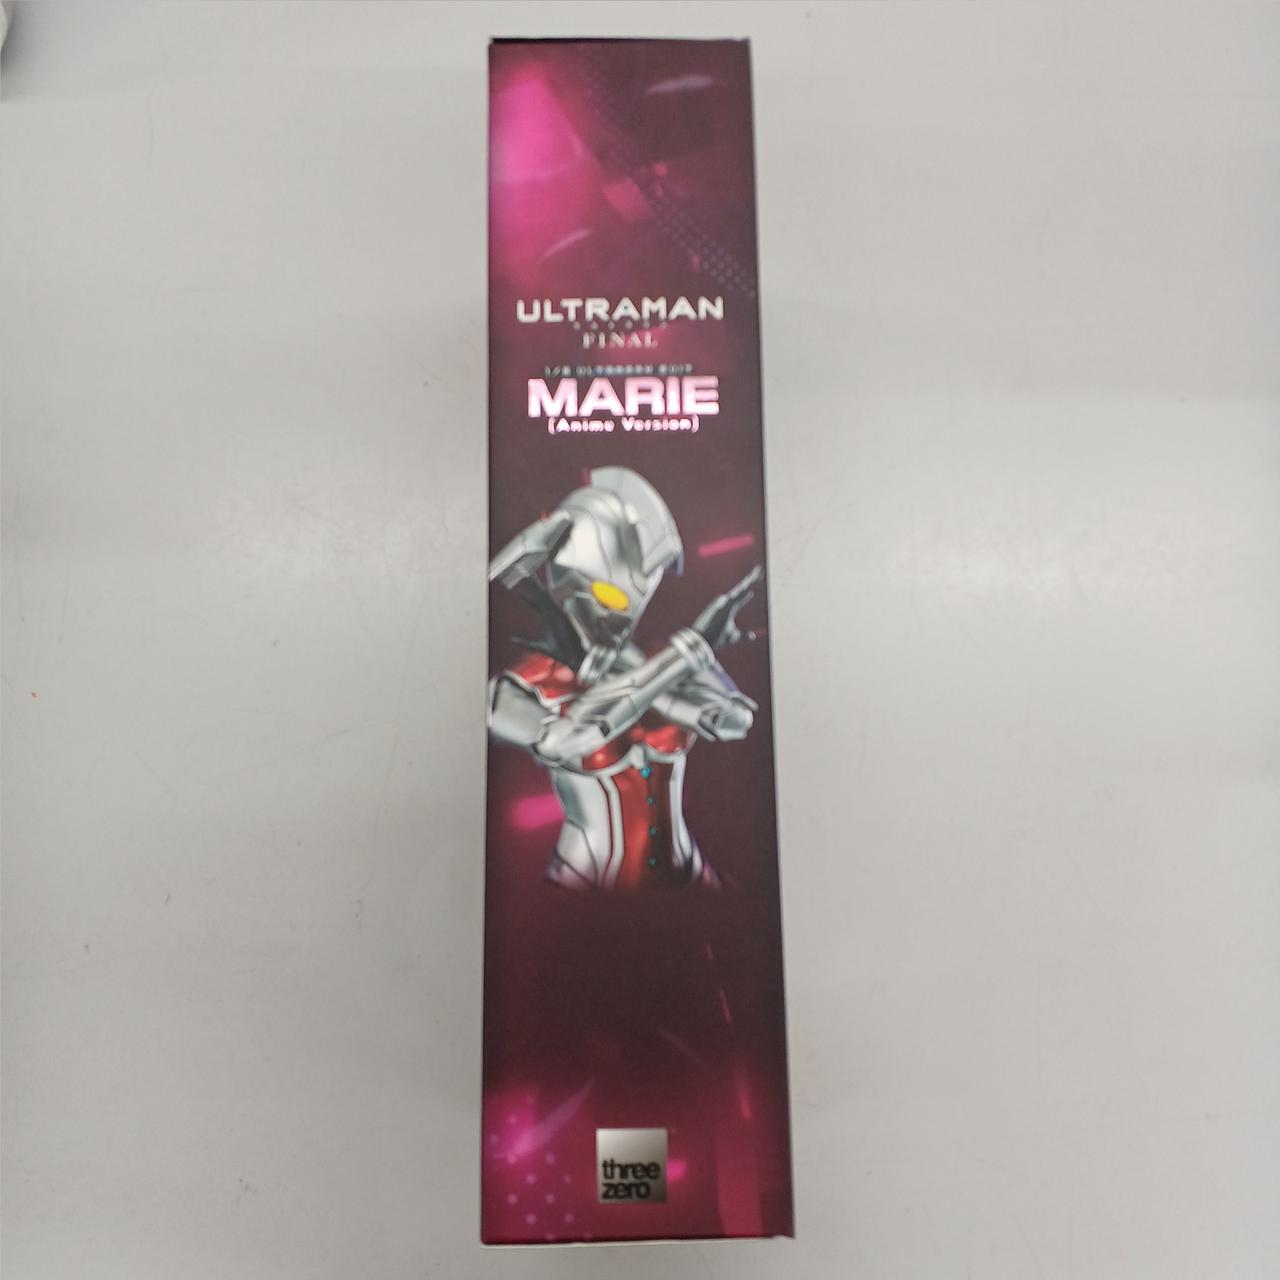 ULTRAMAN
FINAL
MARIE
(Anime Version)
three
zero